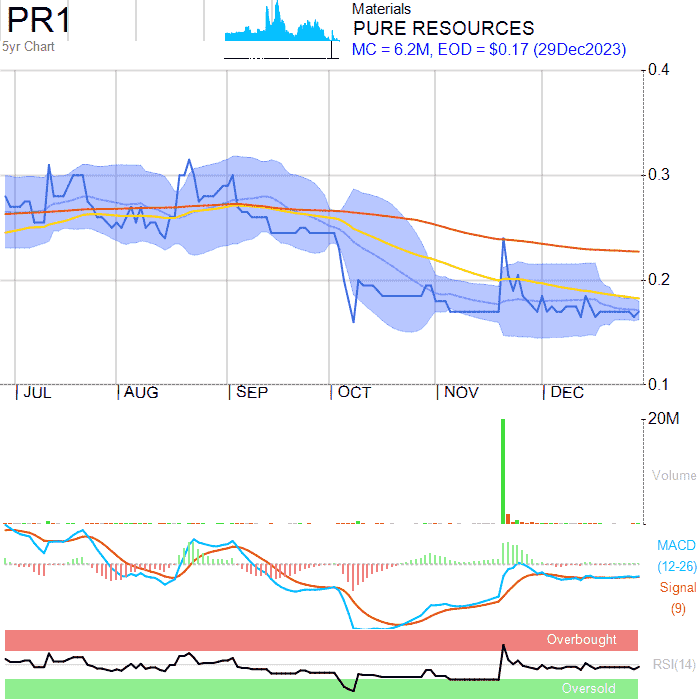 PR1
5yr Chart
Materials
PURE RESOURCES
MC = 6.2M, EOD = $0.17 (29Dec2023)
0.4
0.3
0.2
0.1
JUL AUG SEP OCT NOV DEC
20M
Volume
MACD
(12-26)
Signal
(9)
Overbought
RSI(14)
Oversold